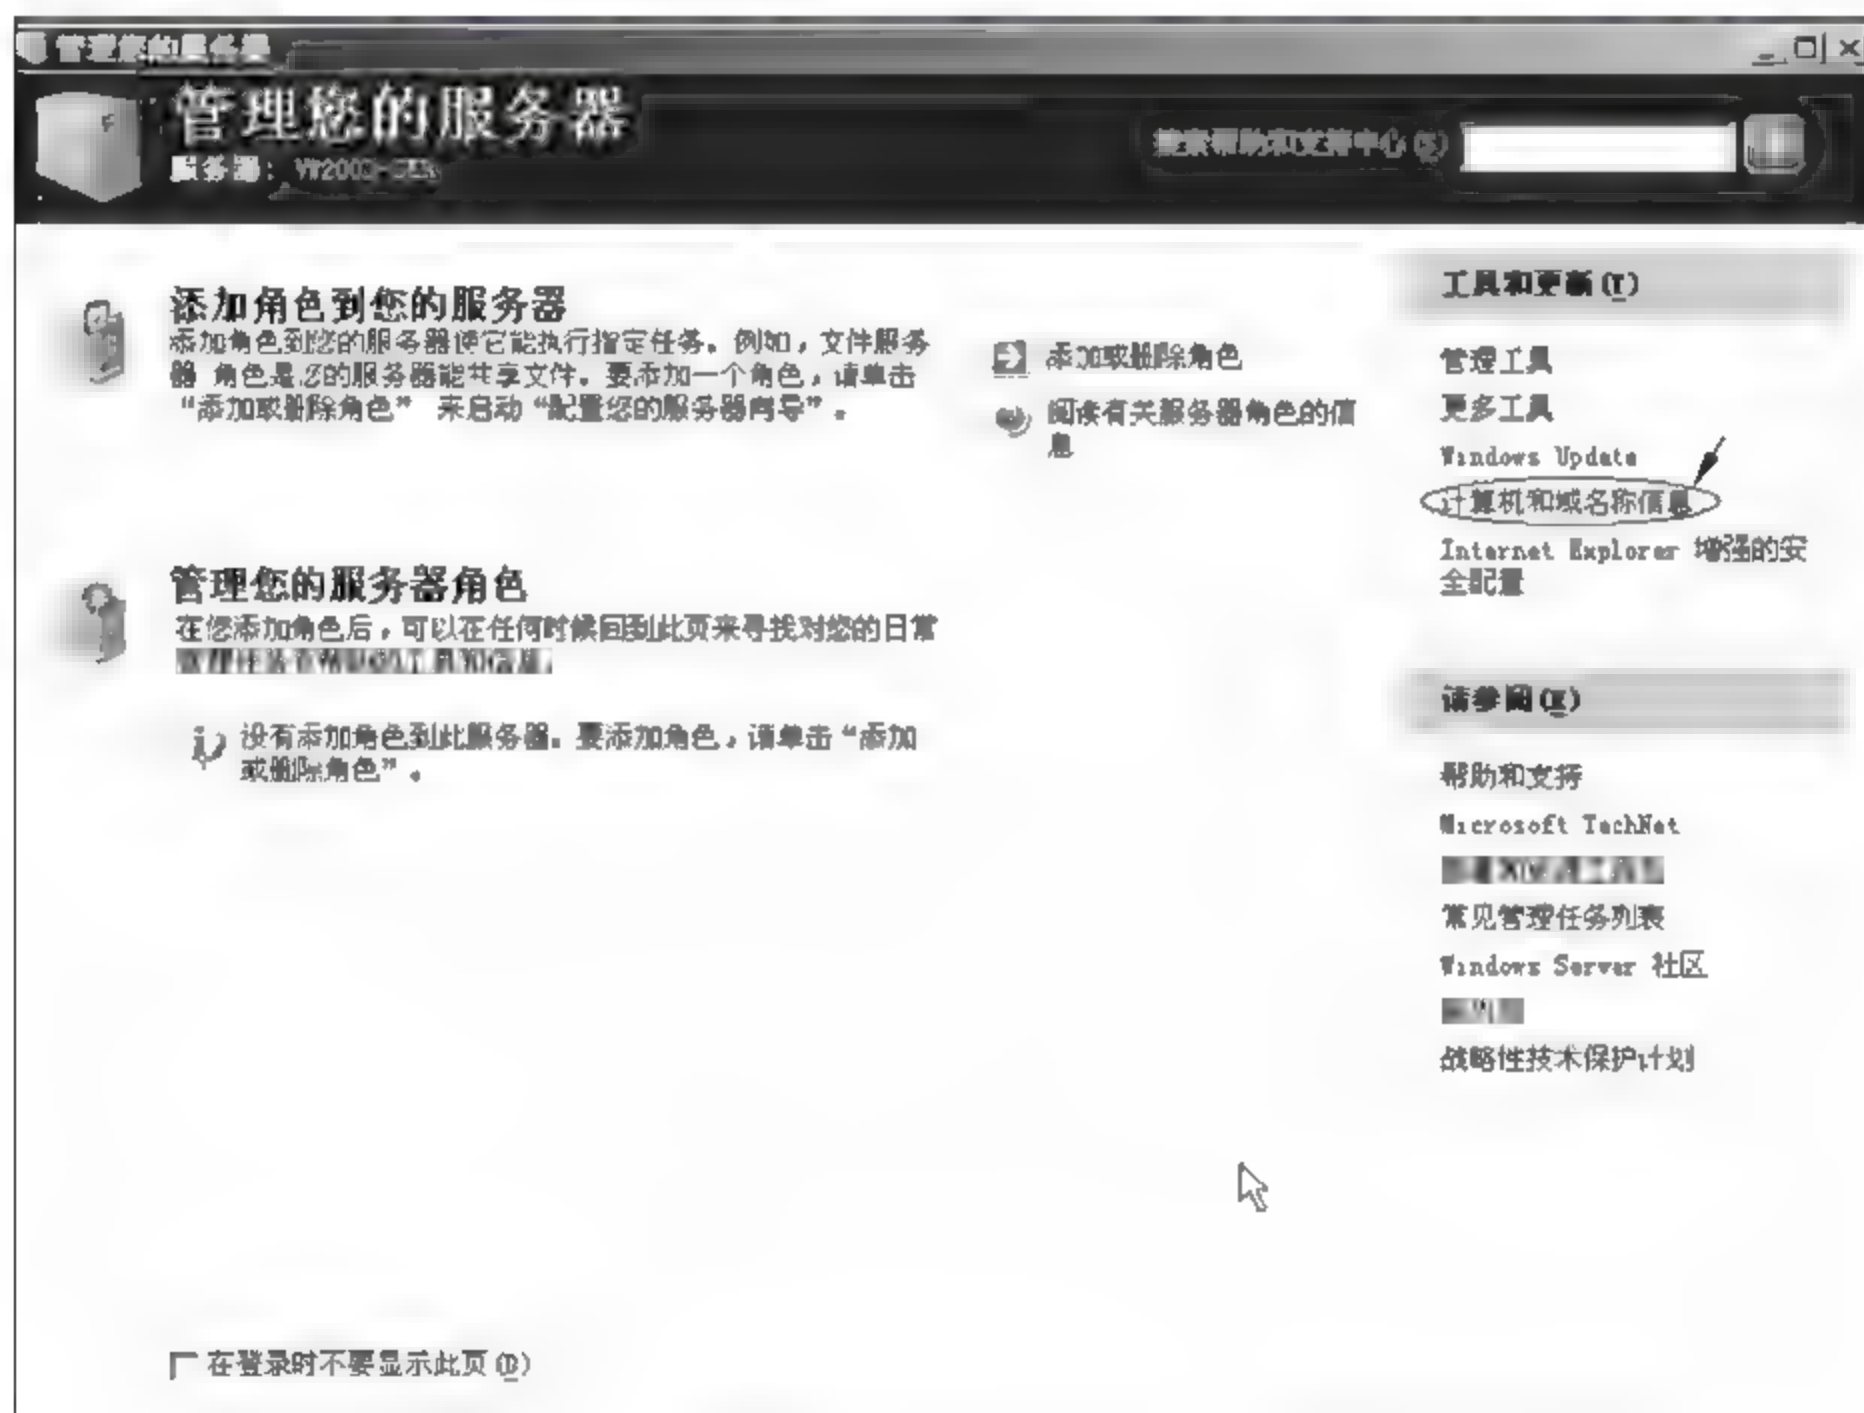 管理您的服务器
管理您的服务器
服务器:
搜索帮助和支持中心(S)
添加角色到您的服务器
添加角色到您的服务器使它能执行指定任务。例如，文件服务
器 角色是您的服务器能共享文件。要添加一个角色，请单击
“添加或删除角色” 来启动“配置您的服务器向导”。
添加或删除角色
阅读有关服务器角色的信
息
管理您的服务器角色
在您添加角色后，可以在任何时候回到此页来寻找对您的日常
没有添加角色到此服务器。要添加角色，请单击“添加
或删除角色”。
在登录时不要显示此页(D)
工具和更新(T)
管理工具
更多工具
Windows Update
计算机和域名称信息
Internet Explorer 增强的安
全配置
请参阅(E)
帮助和支持
Microsoft TechNet
常见管理任务列表
Windows Server 社区
战略性技术保护计划